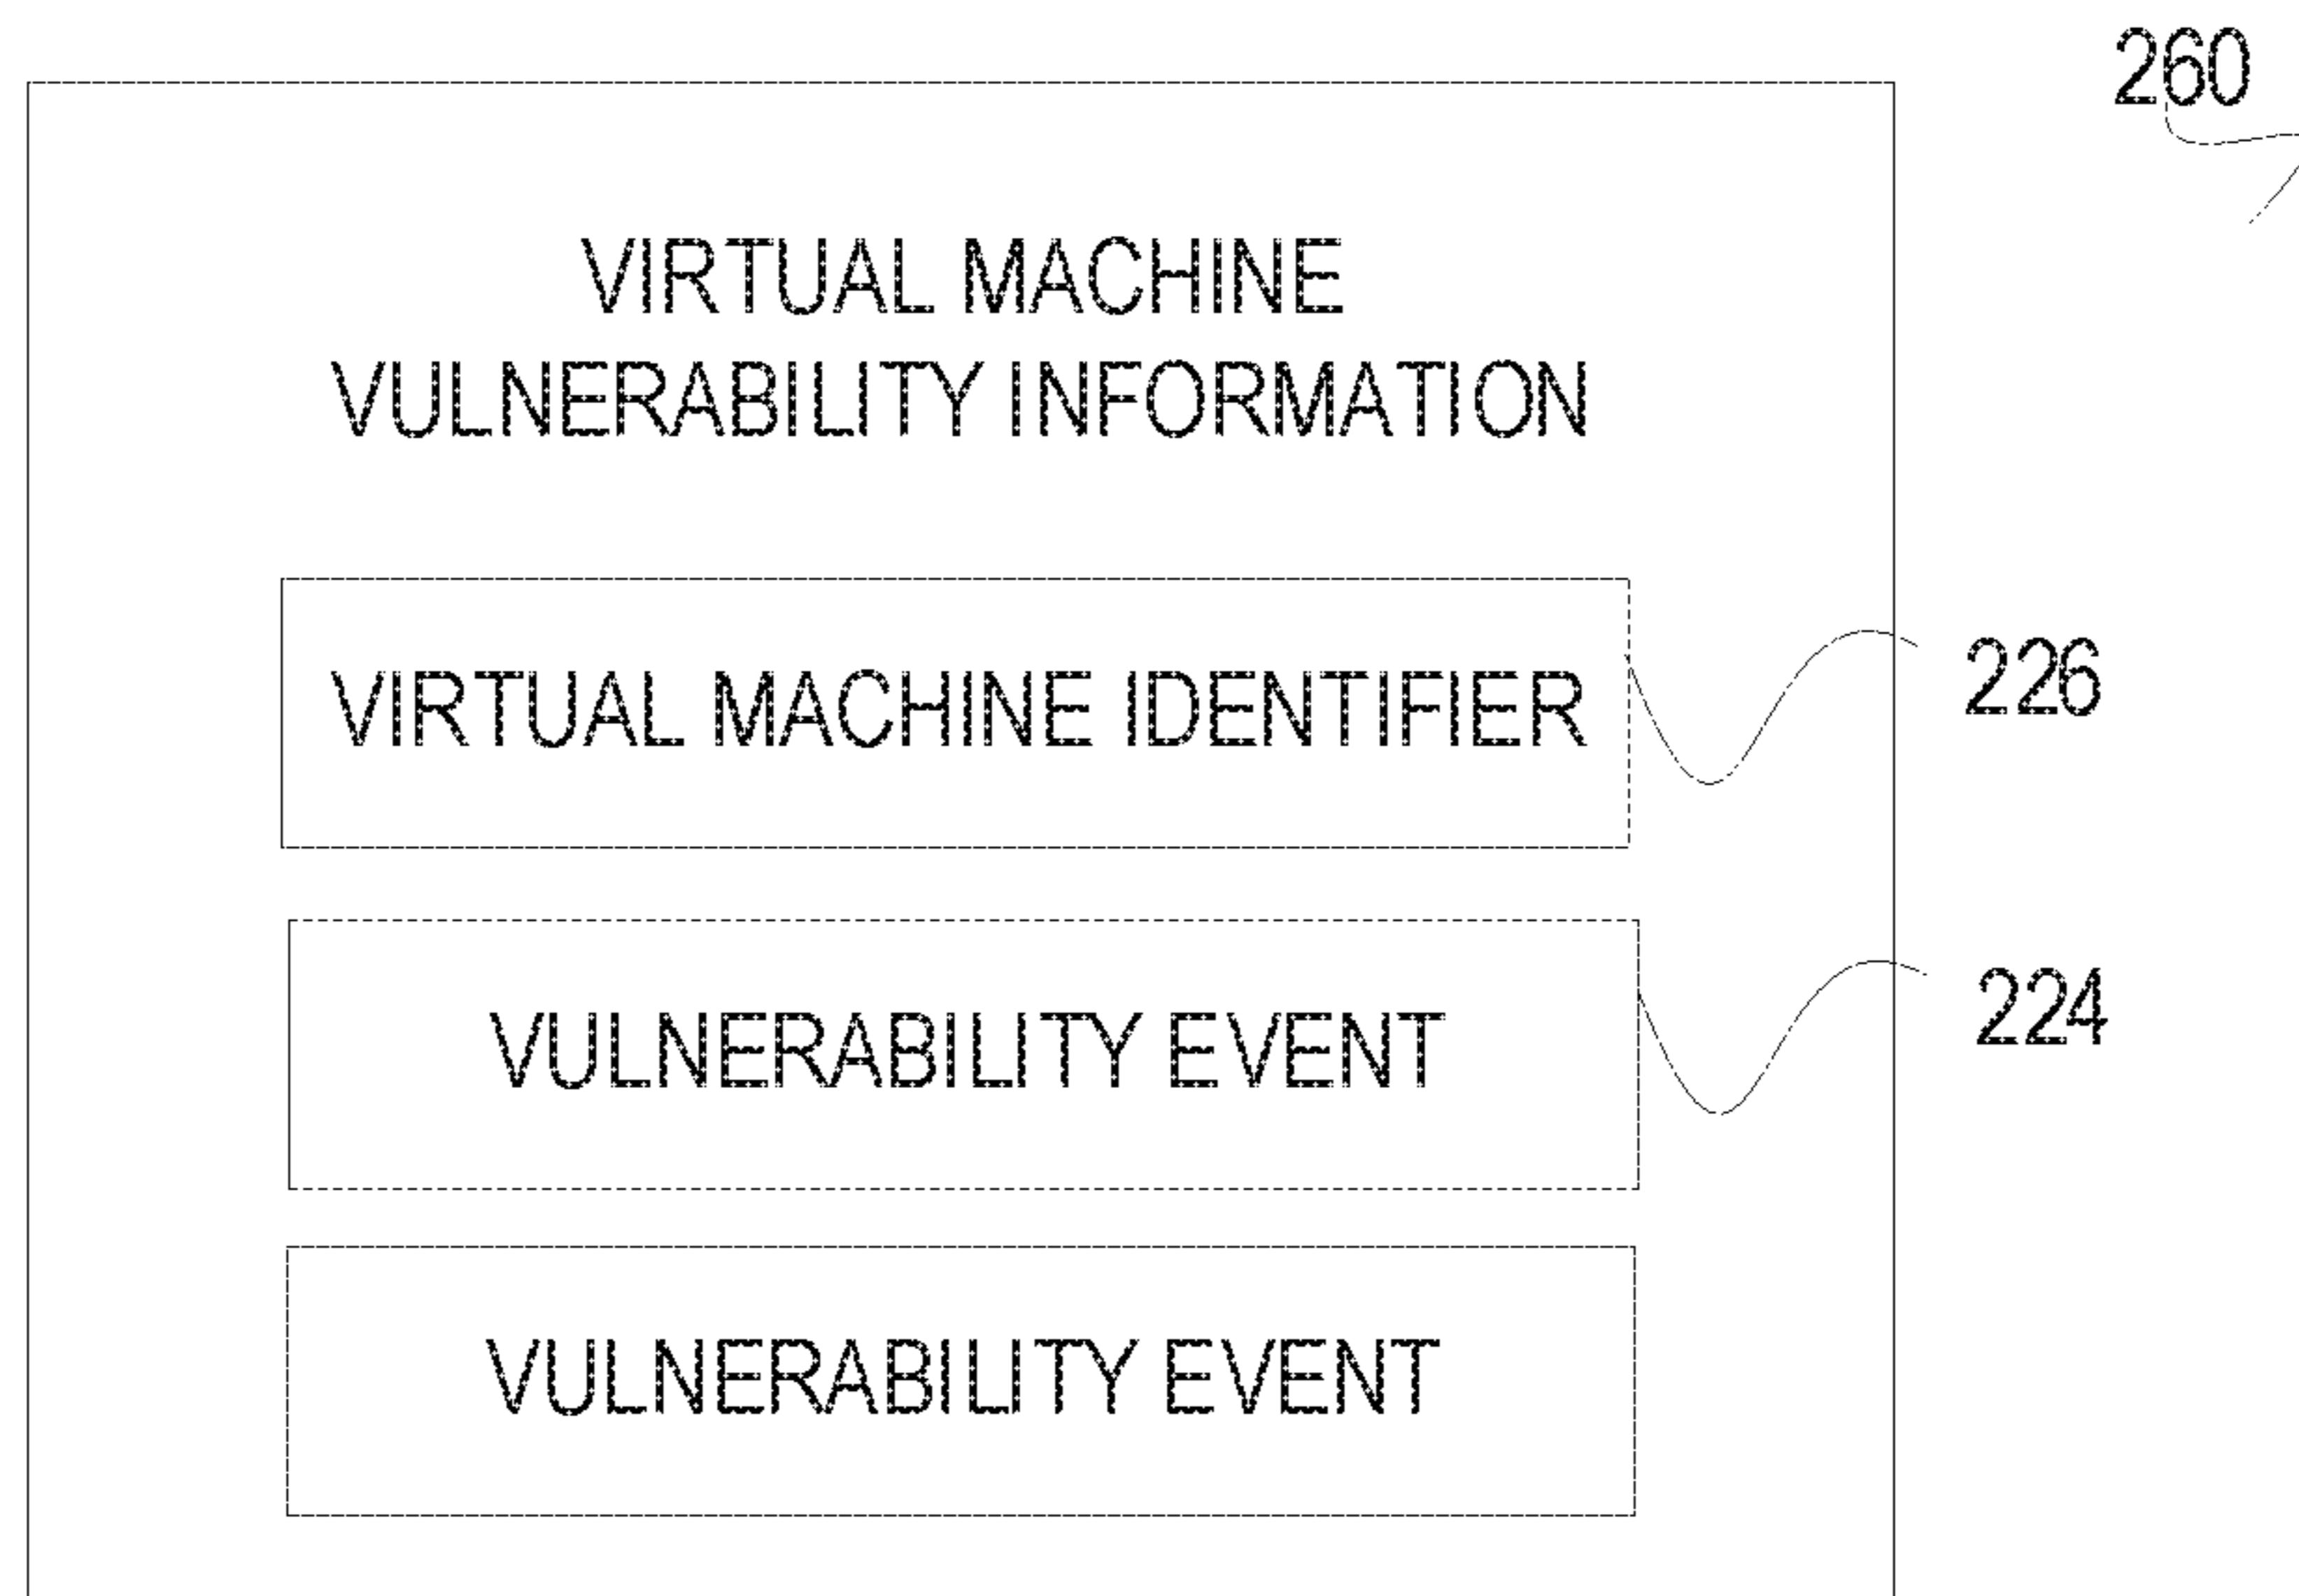 260
VIRTUAL MACHINE
VULNERABILITY INFORMATION
VIRTUAL MACHINE IDENTIFIER
226
VULNERABILITY EVENT
224
VULNERABILITY EVENT